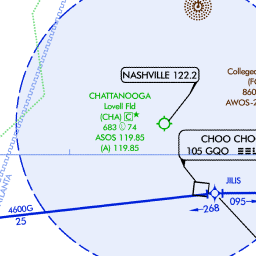 NASHVILLE 122.2
College
(F
860
AWOS-2
CHATTANOOGA
Lovell Fld
(CHA) C★
683 L 74
ASOS 119.85
(A) 119.85
CHOO CHO
105 GQO
JILIS
ATLANTA
4600G
25
268
095